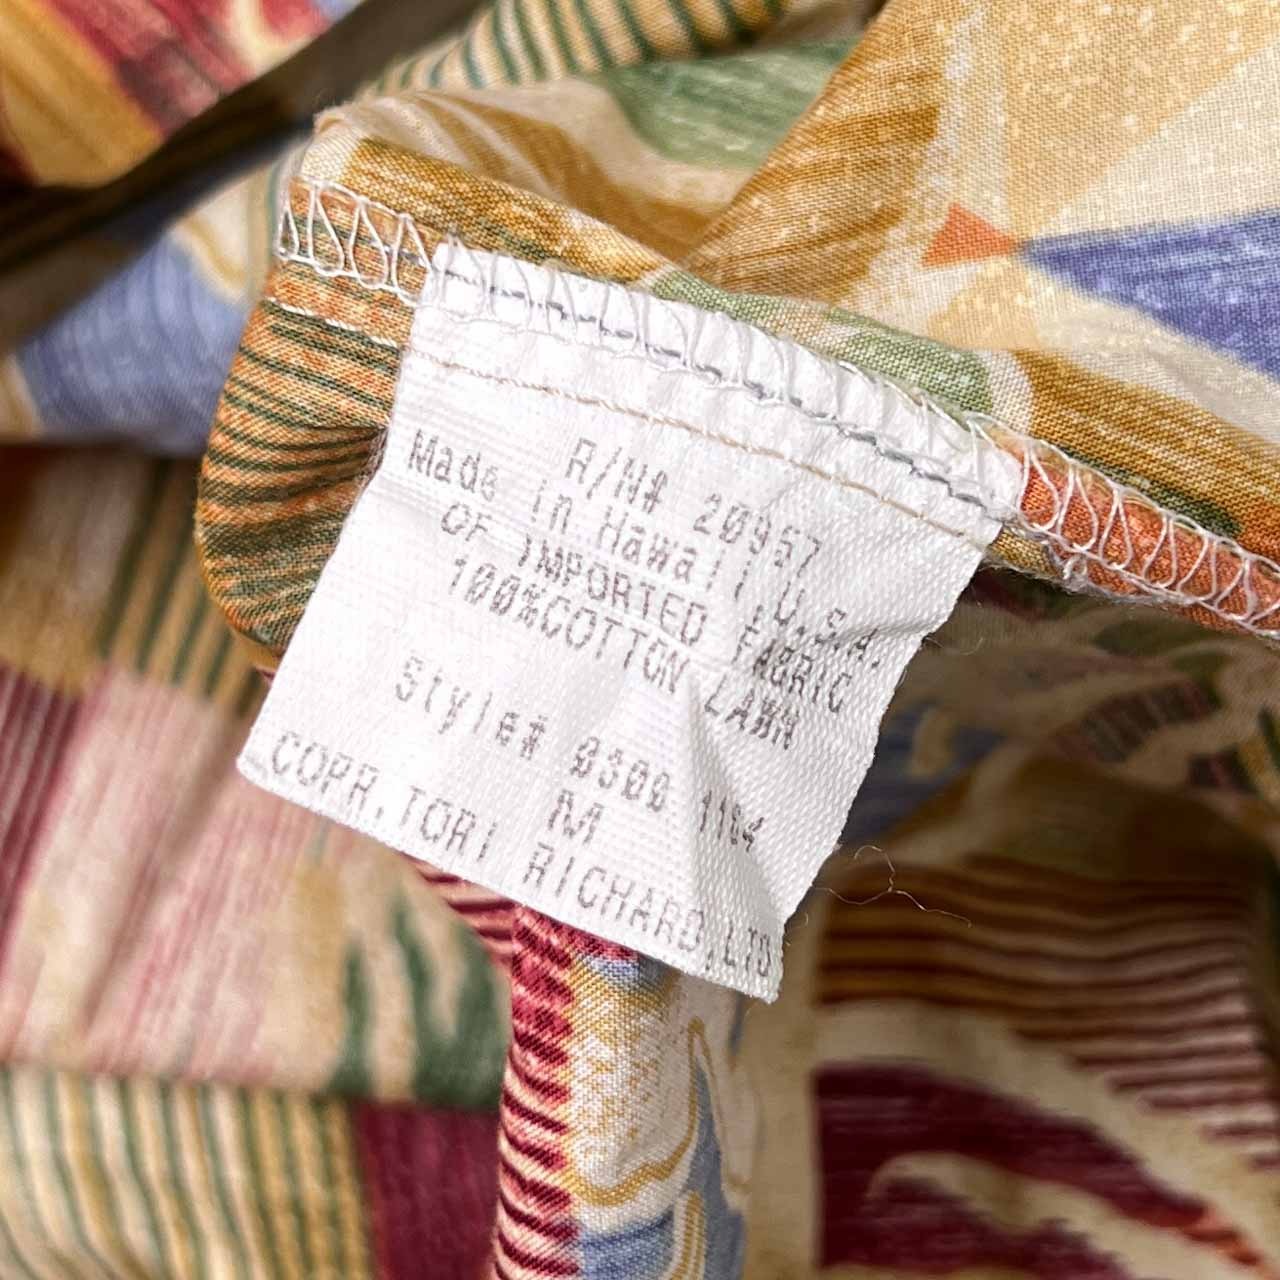 R/N# 20957
Made in Hawaii, U.S.A.
OF IMPORTED FABRIC
100%COTTON LAWN
Style# 0300 1104
M
COPR. TORI RICHARD LTD